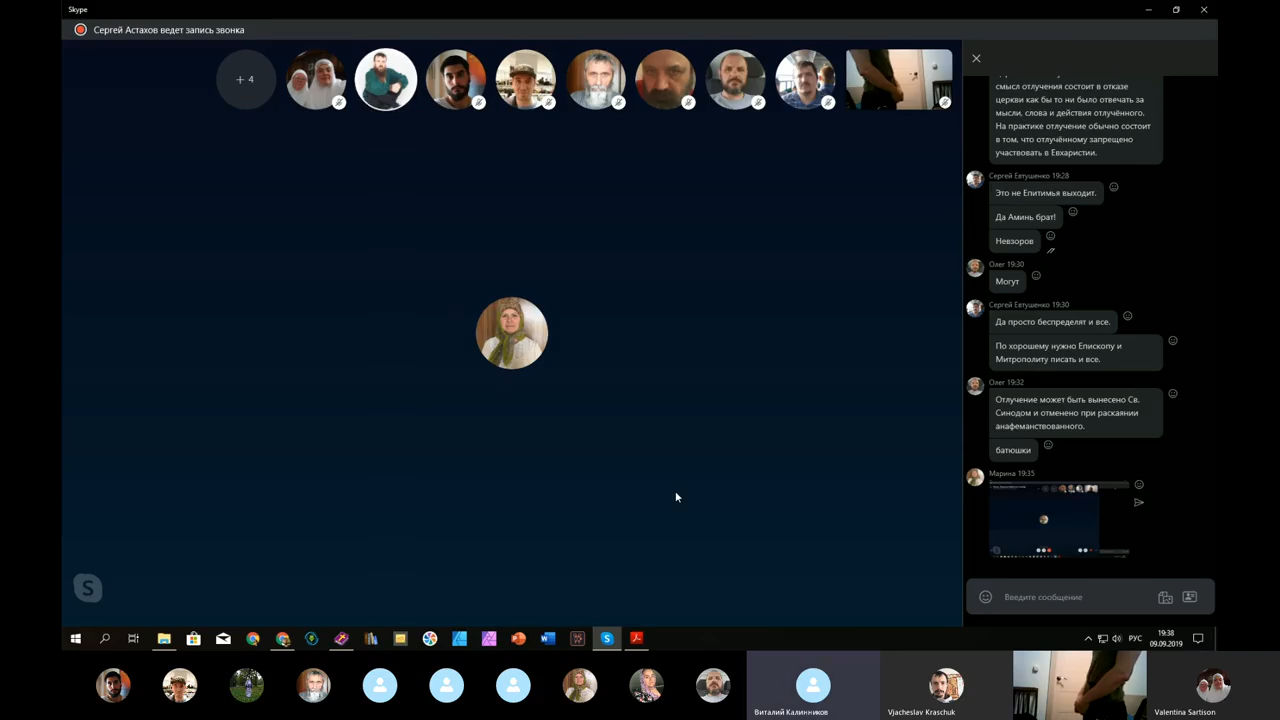 Skype
Сергей Астахов ведет запись звонка
+ 4
смысл отлучения состоит в отказе
церкви как бы то ни было отвечать за
мысли, слова и действия отлучённого.
На практике отлучение обычно состоит
в том, что отлучённому запрещено
участвовать в Евхаристии.
Сергей Евтушенко 19:28
Это не Епитимья выходит.
Да Аминь брат!
Невзоров
Олег 19:30
Могут
Сергей Евтушенко 19:30
Да просто беспределят и все.
По хорошему нужно Епископу и
Митрополиту писать и все.
Олег 19:32
Отлучение может быть вынесено Св.
Синодом и отменено при раскаянии
анафеманствованного.
батюшки
Марина 19:35
Введите сообщение
S
РУС
19:38
09.09.2019
Виталий Калинников
Vjacheslav Kraschuk
Valentina Sartison